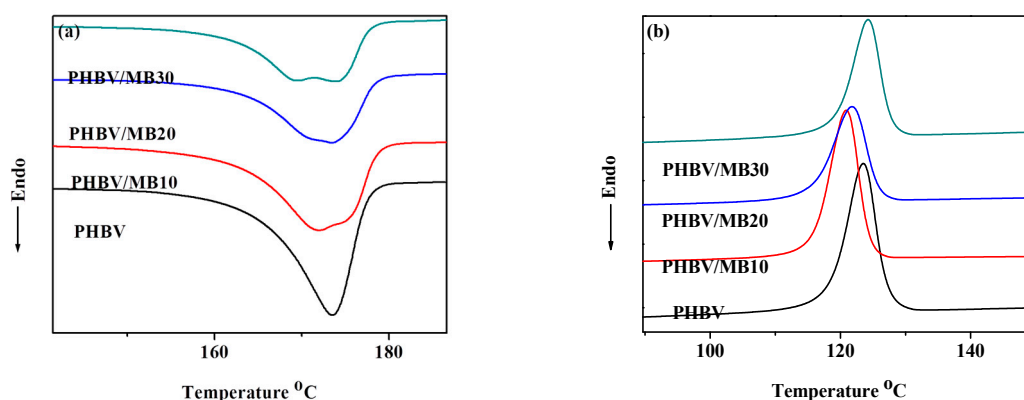 (a)
PHBV/MB30
PHBV/MB20
PHBV/MB10
PHBV
Endo
160
180
Temperature ⁰C
(b)
PHBV/MB30
PHBV/MB20
PHBV/MB10
PHBV
Endo
100
120
140
Temperature ⁰C